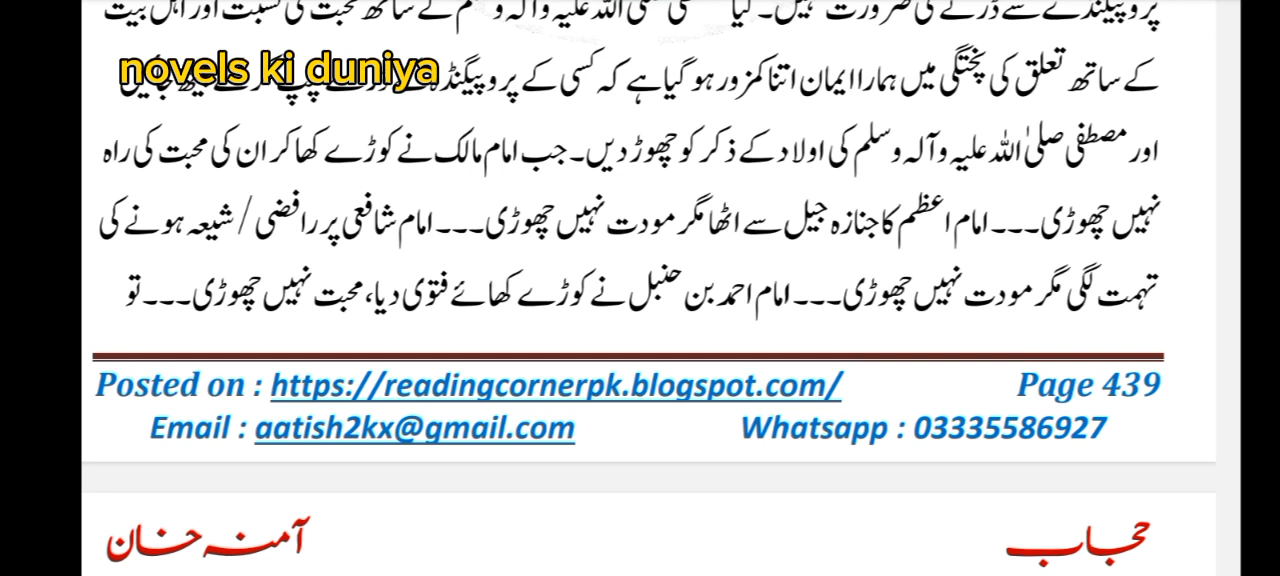 پروپیگنڈے سے ڈرنے کی ضرورت نہیں۔ کیا صلی اللہ علیہ وآلہ و سلم کے ساتھ محبت کی نسبت اور اہل بیت
کے ساتھ تعلق کی پختگی میں ہمارا ایمان اتنا کمزور ہو گیا ہے کہ کسی کے پروپیگنڈہ
novels ki duniya
اور مصطفی صلیٰ اللہ علیہ وآلہ وسلم کی اولاد کے ذکر کو چھوڑ دیں۔ جب امام مالک نے کوڑے کھا کر ان کی محبت کی راہ
نہیں چھوڑی۔۔۔ امام اعظم کا جنازہ جیل سے اٹھا مگر مودت نہیں چھوڑی۔۔۔ امام شافعی پر رافضی / شیعہ ہونے کی
تہمت لگی مگر مودت نہیں چھوڑی۔۔۔ امام احمد بن حنبل نے کوڑے کھائے فتوی دیا، محبت نہیں چھوڑی۔۔۔ تو
Posted on : https://readingcornerpk.blogspot.com/ Page 439
Email : aatish2kx@gmail.com Whatsapp : 03335586927
حجاب آمنہ خان